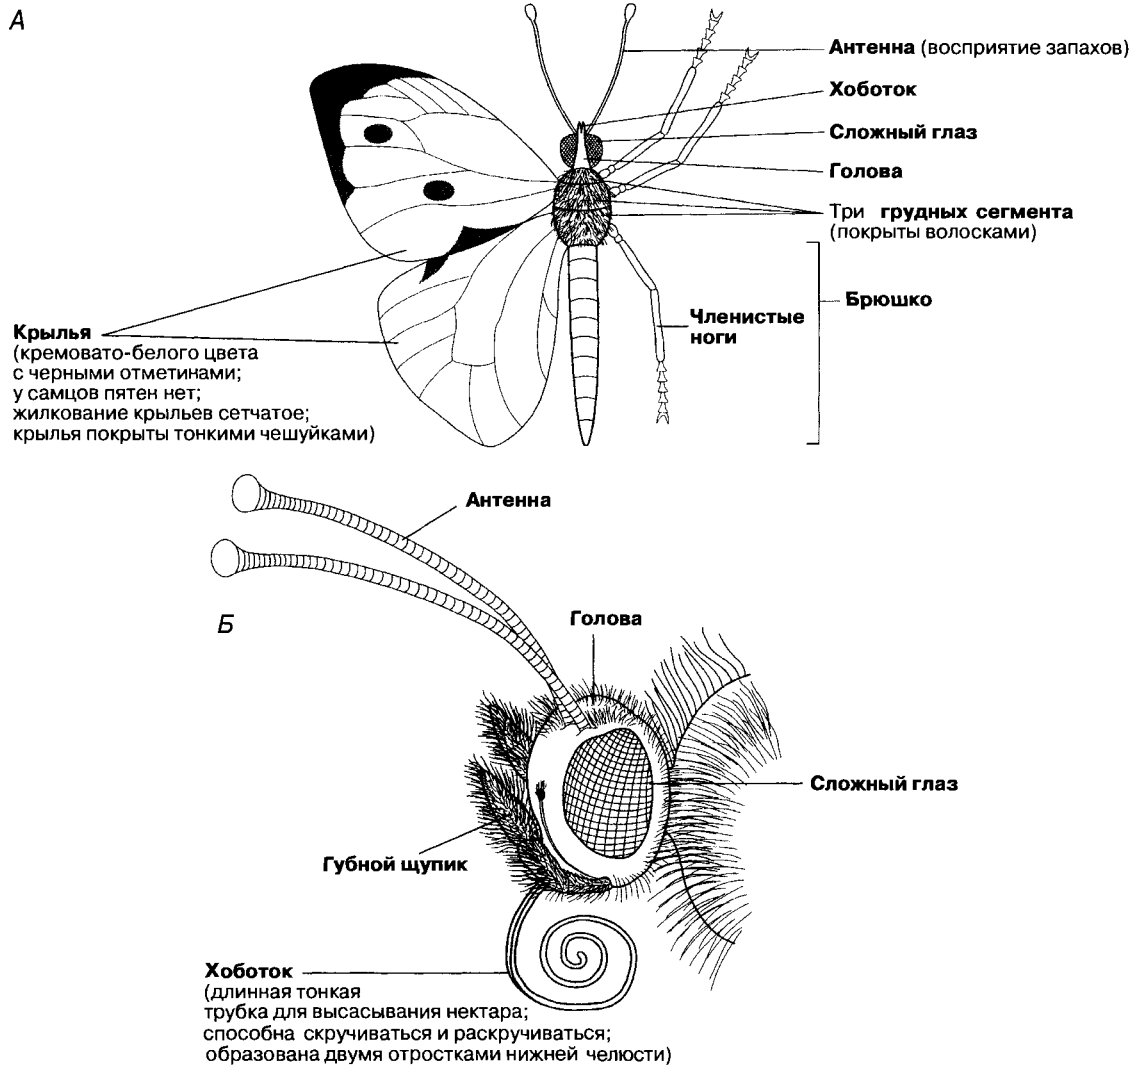 А
Антенна (восприятие запахов)
Хоботок
Сложный глаз
Голова
Три грудных сегмента
(покрыты волосками)
Брюшко
Членистые
ноги
Крылья
(кремовато-белого цвета
с черными отметинами;
у самцов пятен нет;
жилкование крыльев сетчатое;
крылья покрыты тонкими чешуйками)
Антенна
Б
Голова
Сложный глаз
Губной щупик
Хоботок
(длинная тонкая
трубка для высасывания нектара;
способна скручиваться и раскручиваться;
образована двумя отростками нижней челюсти)